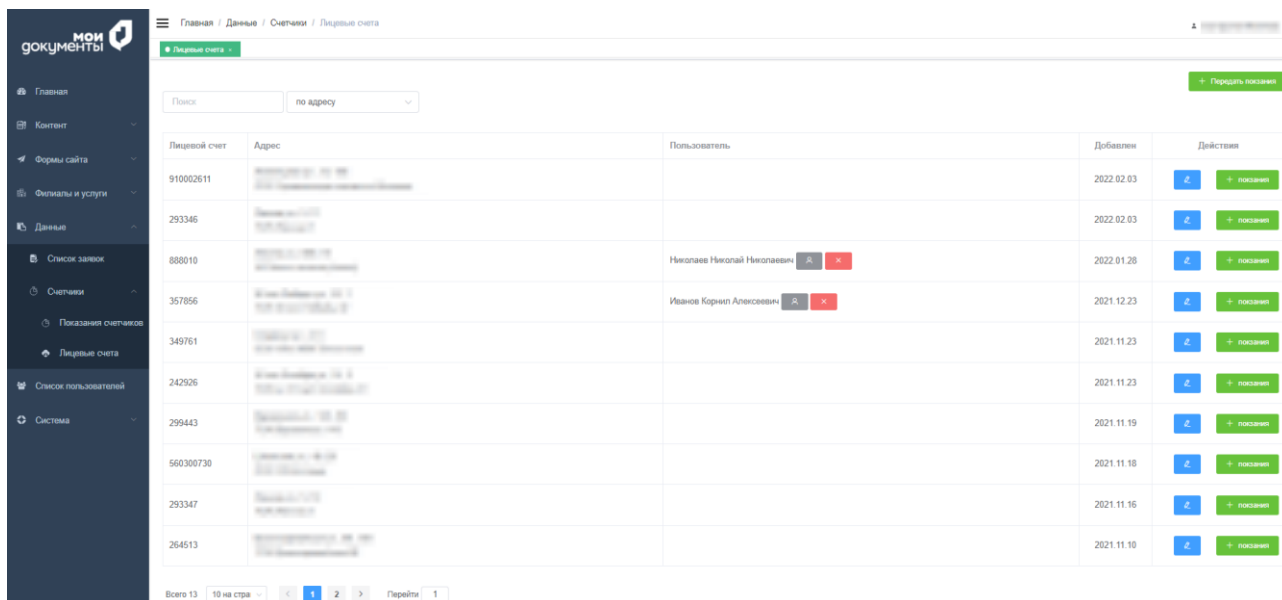 мои
документы
Главная / Данные / Счетчики / Лицевые счета
Лицевые счета ×
+ Передать показания
Главная
Контент
Формы сайта
Филиалы и услуги
Данные
Список заявок
Счетчики
Показания счетчиков
Лицевые счета
Список пользователей
Система
Поиск
по адресу
Лицевой счет Адрес Пользователь Добавлен Действия
910002611 2022.02.03 + показания
293346 2022.02.03 + показания
888010 Николаев Николай Николаевич × 2022.01.28 + показания
357856 Иванов Корнил Алексеевич × 2021.12.23 + показания
349761 2021.11.23 + показания
242926 2021.11.23 + показания
299443 2021.11.19 + показания
560300730 2021.11.18 + показания
293347 2021.11.16 + показания
264513 2021.11.10 + показания
Всего 13 10 на стра < 1 2 > Перейти 1